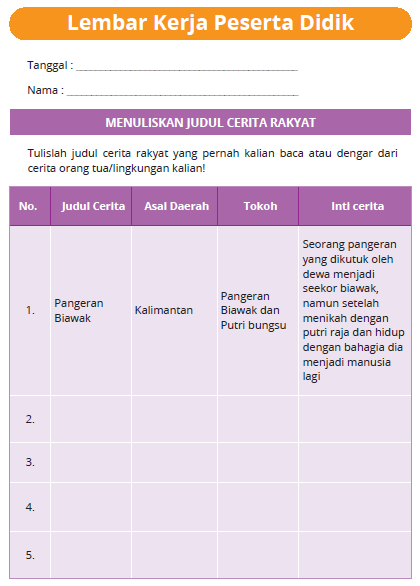 Lembar Kerja Peserta Didik
Tanggal : ________________________________________
Nama : __________________________________________
MENULISKAN JUDUL CERITA RAKYAT
Tulislah judul cerita rakyat yang pernah kalian baca atau dengar dari
cerita orang tua/lingkungan kalian!
No. Judul Cerita Asal Daerah Tokoh Inti cerita
1.
Pangeran
Biawak
Kalimantan
Pangeran
Biawak dan
Putri bungsu
Seorang pangeran
yang dikutuk oleh
dewa menjadi
seekor biawak,
namun setelah
menikah dengan
putri raja dan hidup
dengan bahagia dia
menjadi manusia
lagi
2.
3.
4.
5.